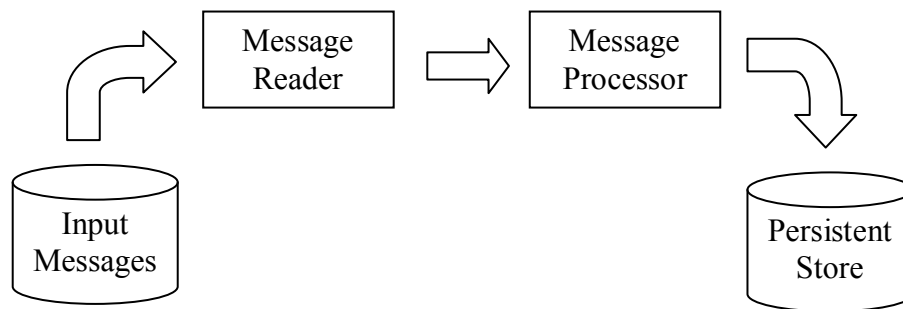 Message
Reader
Message
Processor
Input
Messages
Persistent
Store